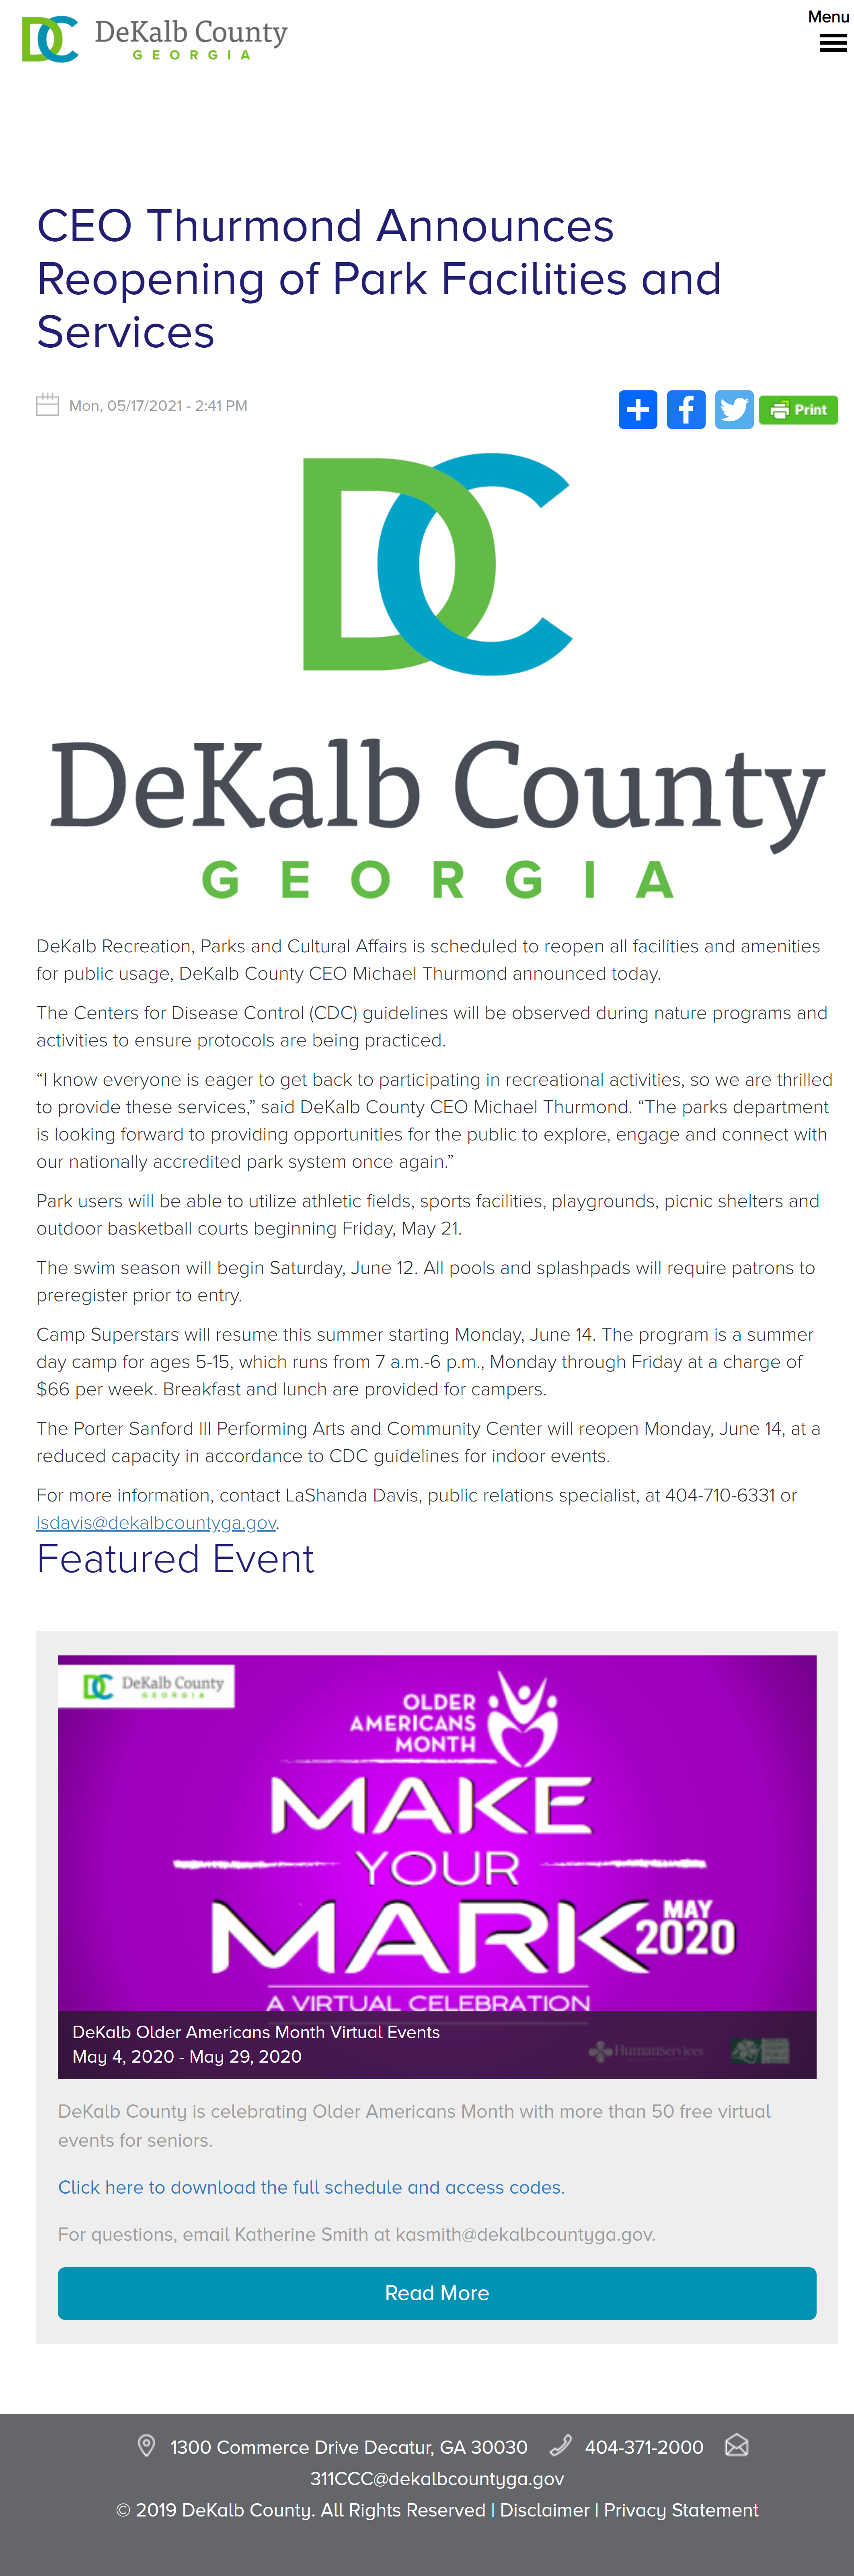 DeKalb County
GEORGIA
Menu
CEO Thurmond Announces
Reopening of Park Facilities and
Services
Mon, 05/17/2021 - 2:41 PM
Print
DC
DeKalb County
GEORGIA
DeKalb Recreation, Parks and Cultural Affairs is scheduled to reopen all facilities and amenities
for public usage, DeKalb County CEO Michael Thurmond announced today.
The Centers for Disease Control (CDC) guidelines will be observed during nature programs and
activities to ensure protocols are being practiced.
“I know everyone is eager to get back to participating in recreational activities, so we are thrilled
to provide these services,” said DeKalb County CEO Michael Thurmond. “The parks department
is looking forward to providing opportunities for the public to explore, engage and connect with
our nationally accredited park system once again.”
Park users will be able to utilize athletic fields, sports facilities, playgrounds, picnic shelters and
outdoor basketball courts beginning Friday, May 21.
The swim season will begin Saturday, June 12. All pools and splashpads will require patrons to
preregister prior to entry.
Camp Superstars will resume this summer starting Monday, June 14. The program is a summer
day camp for ages 5-15, which runs from 7 a.m.-6 p.m., Monday through Friday at a charge of
$66 per week. Breakfast and lunch are provided for campers.
The Porter Sanford III Performing Arts and Community Center will reopen Monday, June 14, at a
reduced capacity in accordance to CDC guidelines for indoor events.
For more information, contact LaShanda Davis, public relations specialist, at 404-710-6331 or
lsdavis@dekalbcountyga.gov.
Featured Event
DeKalb County
GEORGIA
OLDER
AMERICANS
MONTH
MAKE
YOUR
MARK
MAY
2020
A VIRTUAL CELEBRATION
DeKalb Older Americans Month Virtual Events
May 4, 2020 - May 29, 2020
HumanServices
DeKalb County is celebrating Older Americans Month with more than 50 free virtual
events for seniors.
Click here to download the full schedule and access codes.
For questions, email Katherine Smith at kasmith@dekalbcountyga.gov.
Read More
1300 Commerce Drive Decatur, GA 30030 404-371-2000
311CCC@dekalbcountyga.gov
© 2019 DeKalb County. All Rights Reserved | Disclaimer | Privacy Statement